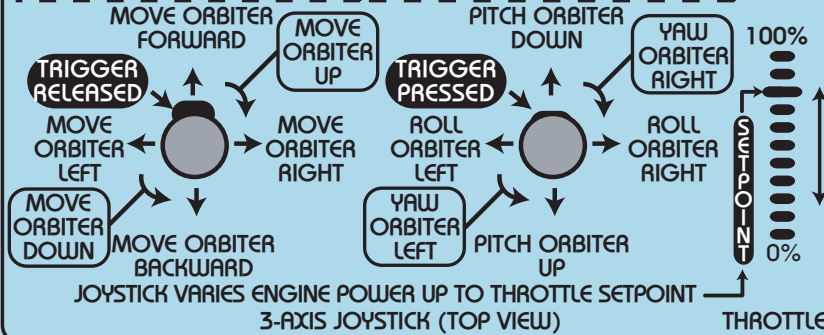 MOVE ORBITER
FORWARD
MOVE
ORBITER
UP
TRIGGER
RELEASED
MOVE
ORBITER
LEFT
MOVE
ORBITER
RIGHT
MOVE
ORBITER
DOWN
MOVE ORBITER
BACKWARD
PITCH ORBITER
DOWN
YAW
ORBITER
RIGHT
TRIGGER
PRESSED
ROLL
ORBITER
LEFT
ROLL
ORBITER
RIGHT
YAW
ORBITER
LEFT
PITCH ORBITER
UP
100%
SETPOINT
0%
JOYSTICK VARIES ENGINE POWER UP TO THROTTLE SETPOINT
3-AXIS JOYSTICK (TOP VIEW)
THROTTLE